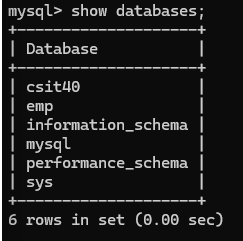 mysql> show databases;
+--------------------+
| Database           |
+--------------------+
| csit40             |
| emp                |
| information_schema |
| mysql              |
| performance_schema |
| sys                |
+--------------------+
6 rows in set (0.00 sec)